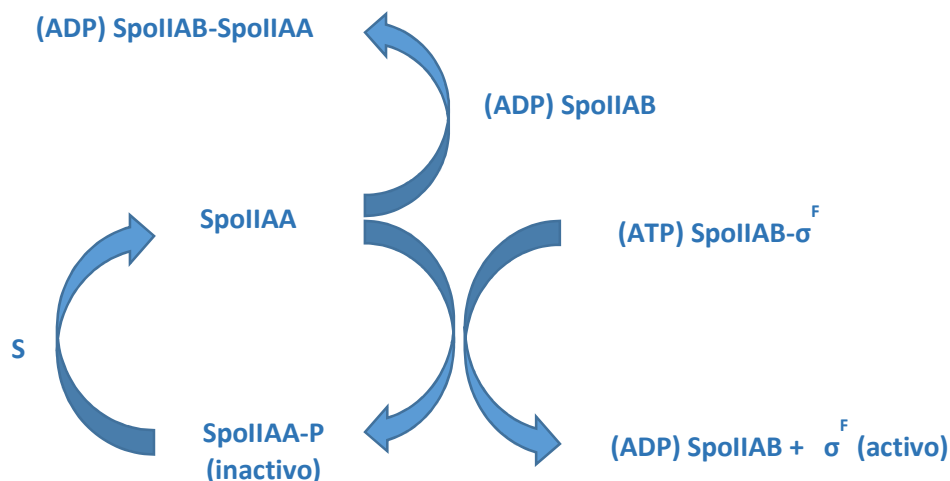 (ADP) SpoIIAB-SpoIIAA
(ADP) SpoIIAB
SpoIIAA
(ATP) SpoIIAB-σ^F
S
SpoIIAA-P
(inactivo)
(ADP) SpoIIAB + σ^F (activo)